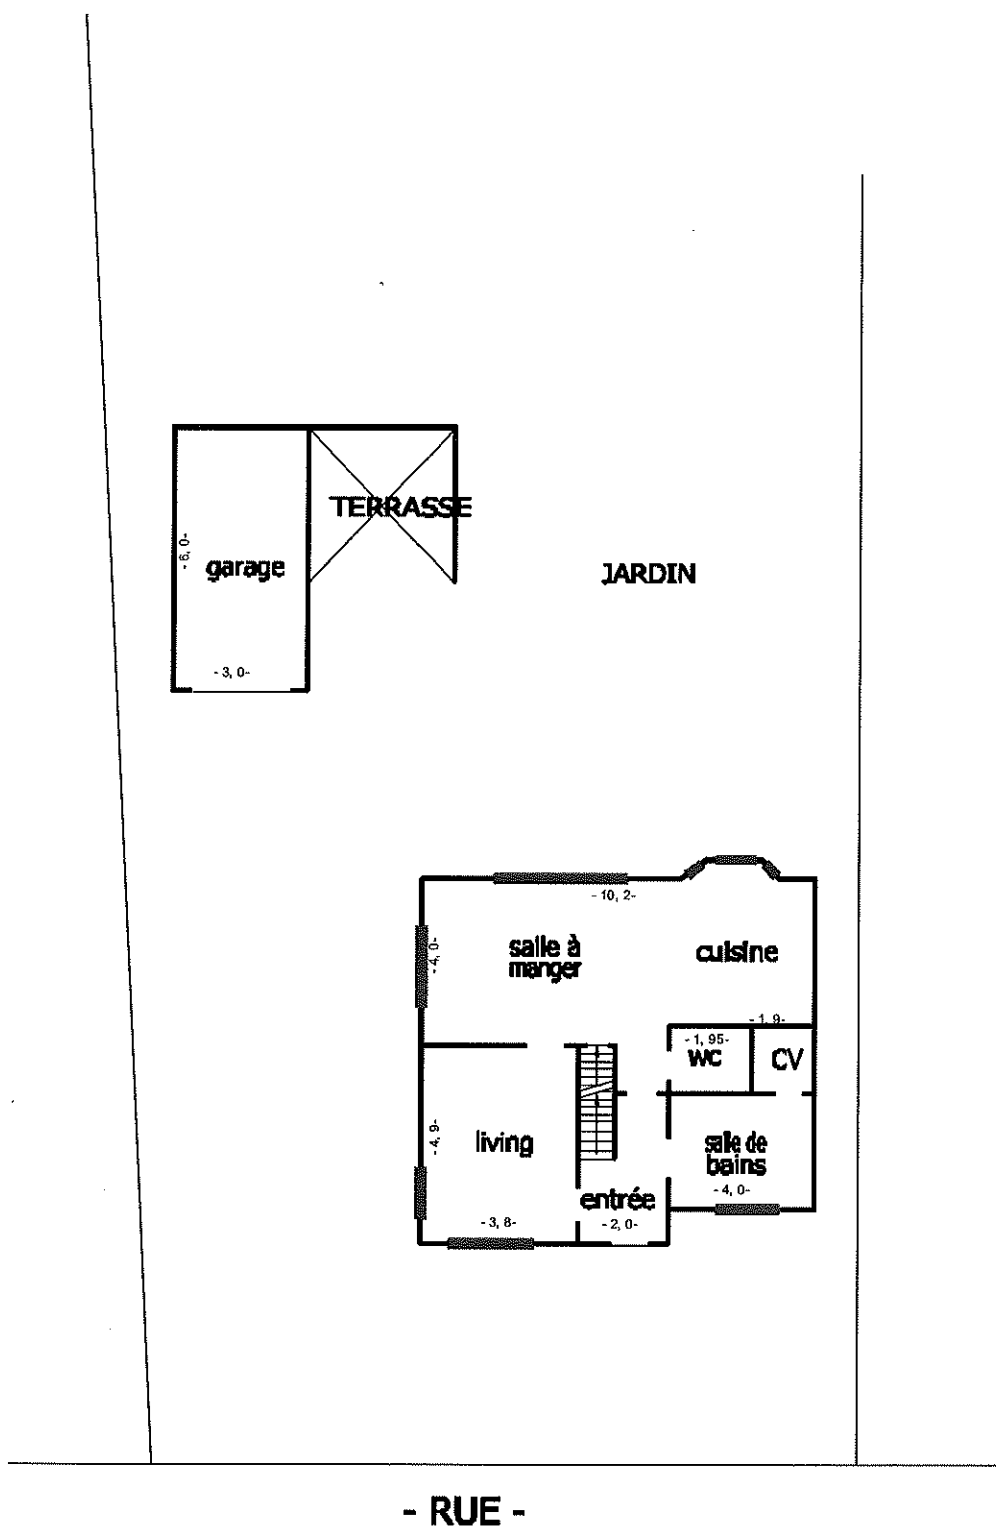 TERRASSE
- 6, 0-
garage
JARDIN
- 3, 0-
- 10, 2-
- 4, 0-
salle à
manger
cuisine
- 1, 9-
- 1, 95-
WC
CV
- 4, 9-
living
salle de
bains
- 4, 0-
entrée
- 3, 8-
- 2, 0-
- RUE -